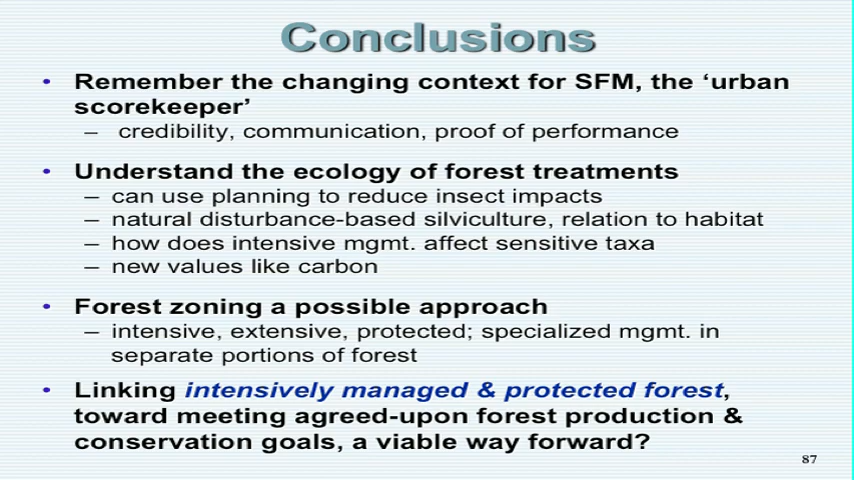 Conclusions
• Remember the changing context for SFM, the ‘urban
scorekeeper’
– credibility, communication, proof of performance
• Understand the ecology of forest treatments
– can use planning to reduce insect impacts
– natural disturbance-based silviculture, relation to habitat
– how does intensive mgmt. affect sensitive taxa
– new values like carbon
• Forest zoning a possible approach
– intensive, extensive, protected; specialized mgmt. in
separate portions of forest
• Linking intensively managed & protected forest,
toward meeting agreed-upon forest production &
conservation goals, a viable way forward?
87